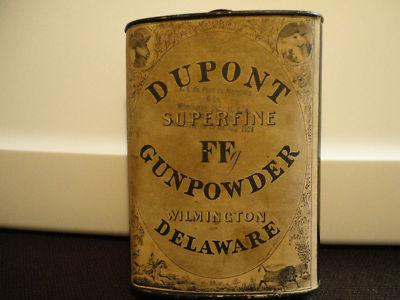 DUPONT
SUPERFINE
FFg
GUNPOWDER
WILMINGTON
DELAWARE